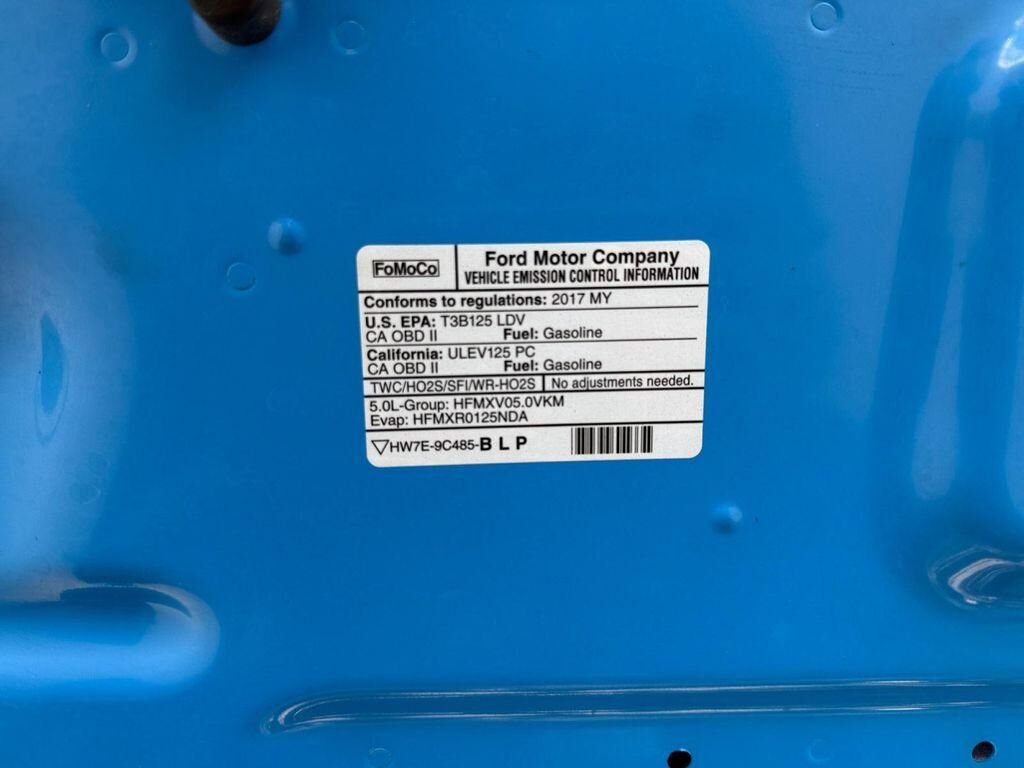 FoMoCo
Ford Motor Company
VEHICLE EMISSION CONTROL INFORMATION
Conforms to regulations: 2017 MY
U.S. EPA: T3B125 LDV
CA OBD II Fuel: Gasoline
California: ULEV125 PC
CA OBD II Fuel: Gasoline
TWC/HO2S/SFI/WR-HO2S No adjustments needed.
5.0L-Group: HFMXV05.0VKM
Evap: HFMXR0125NDA
HW7E-9C485-B L P